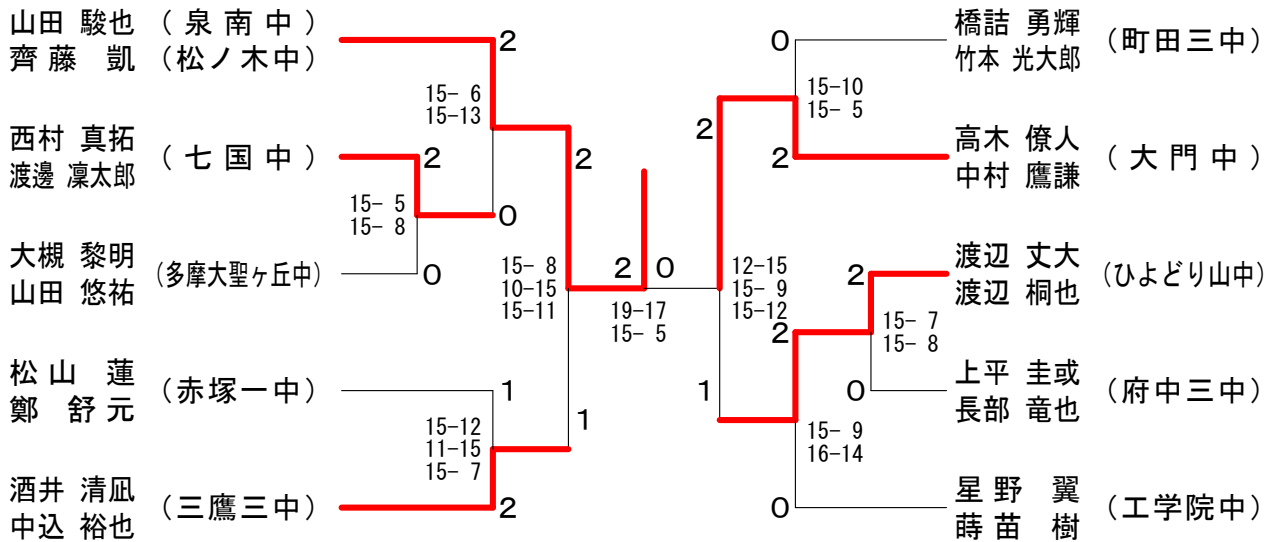 山田 駿也 (泉南中)
齊藤 凱 (松ノ木中)
2
15- 6
15-13
西村 真拓
渡邊 凜太郎
(七国中)
2
15- 5
15- 8
0
大槻 黎明
山田 悠祐
(多摩大聖ヶ丘中)
0
2
15- 8
10-15
15-11
松山 蓮
鄭 舒元
(赤塚一中)
1
15-12
11-15
15- 7
1
酒井 清凪
中込 裕也
(三鷹三中)
2
2
0
19-17
15- 5
0
橋詰 勇輝
竹本 光大郎
(町田三中)
15-10
15- 5
2
2
高木 僚人
中村 鷹謙
(大門中)
12-15
15- 9
15-12
2
渡辺 丈大
渡辺 桐也
(ひよどり山中)
2
15- 7
15- 8
1
0
上平 圭或
長部 竜也
(府中三中)
15- 9
16-14
0
星野 翼
蒔苗 樹
(工学院中)